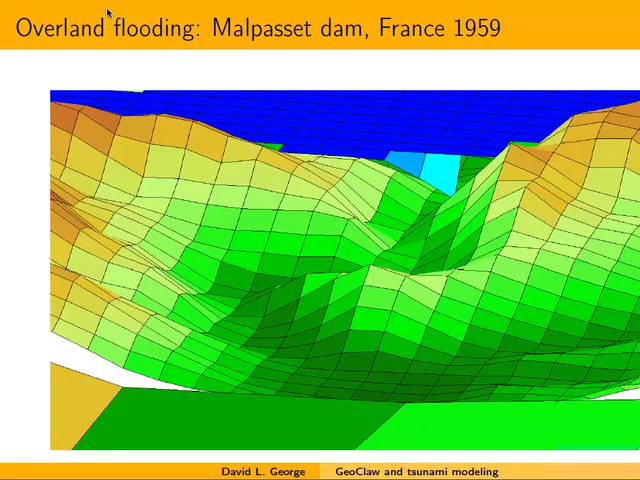 Overland flooding: Malpasset dam, France 1959
David L. George
GeoClaw and tsunami modeling